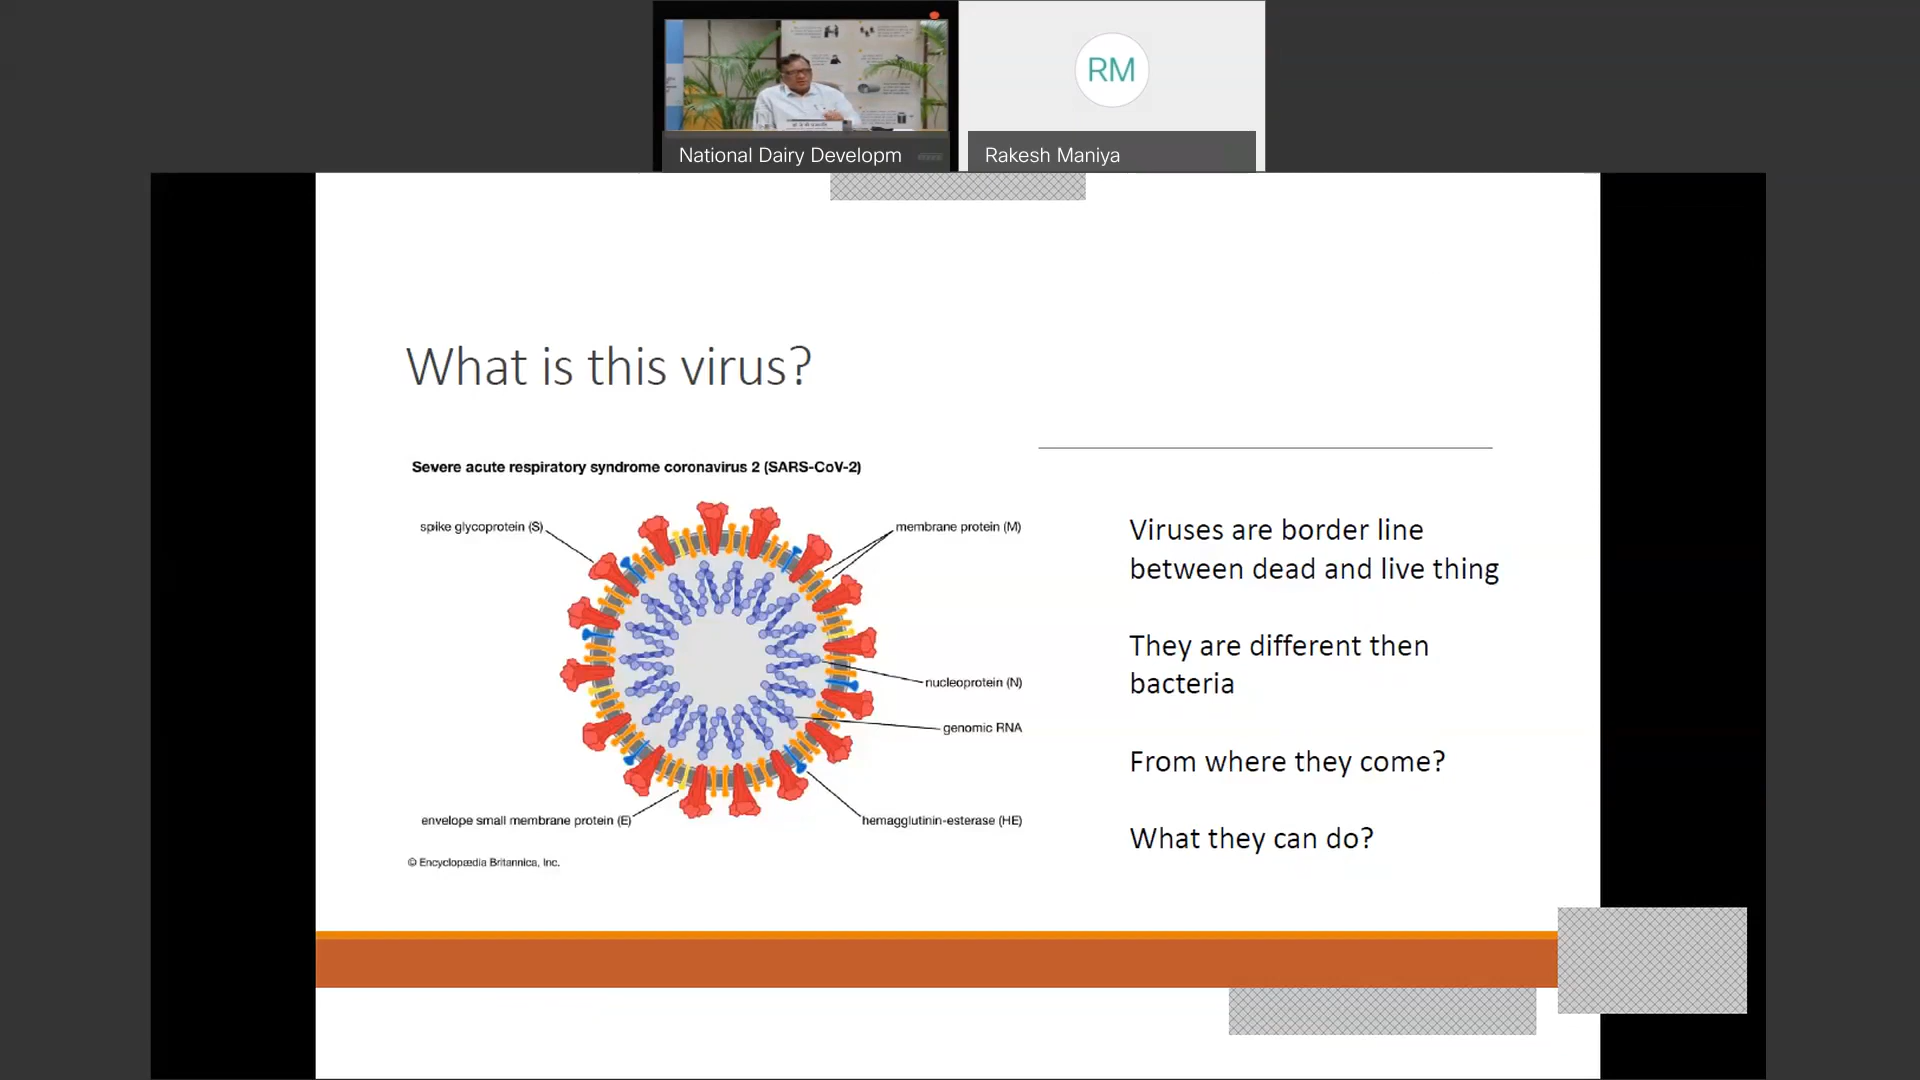 RM
National Dairy Developm
Rakesh Maniya
What is this virus?
Severe acute respiratory syndrome coronavirus 2 (SARS-CoV-2)
spike glycoprotein (S)
membrane protein (M)
nucleoprotein (N)
genomic RNA
envelope small membrane protein (E)
hemagglutinin-esterase (HE)
© Encyclopædia Britannica, Inc.
Viruses are border line
between dead and live thing
They are different then
bacteria
From where they come?
What they can do?